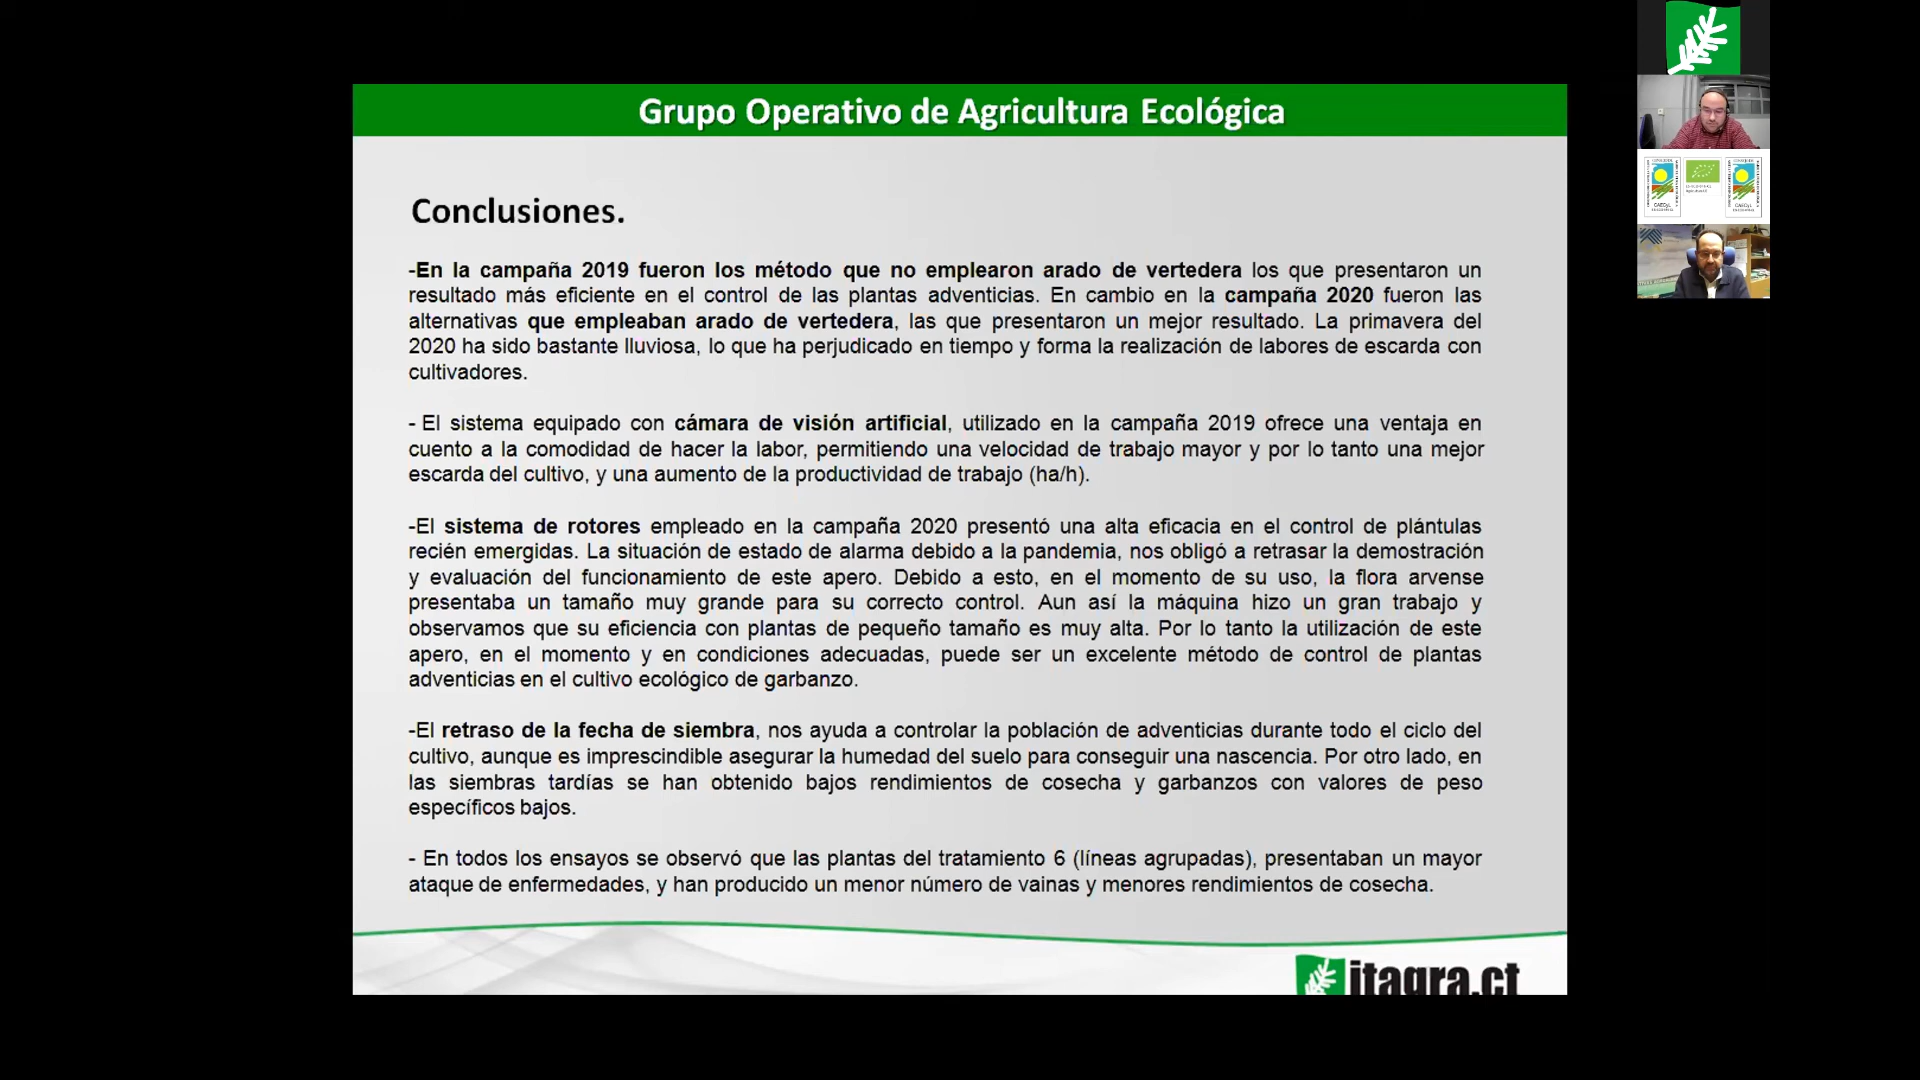 Grupo Operativo de Agricultura Ecológica
Conclusiones.
-En la campaña 2019 fueron los método que no emplearon arado de vertedera los que presentaron un
resultado más eficiente en el control de las plantas adventicias. En cambio en la campaña 2020 fueron las
alternativas que empleaban arado de vertedera, las que presentaron un mejor resultado. La primavera del
2020 ha sido bastante lluviosa, lo que ha perjudicado en tiempo y forma la realización de labores de escarda con
cultivadores.
- El sistema equipado con cámara de visión artificial, utilizado en la campaña 2019 ofrece una ventaja en
cuento a la comodidad de hacer la labor, permitiendo una velocidad de trabajo mayor y por lo tanto una mejor
escarda del cultivo, y una aumento de la productividad de trabajo (ha/h).
-El sistema de rotores empleado en la campaña 2020 presentó una alta eficacia en el control de plántulas
recién emergidas. La situación de estado de alarma debido a la pandemia, nos obligó a retrasar la demostración
y evaluación del funcionamiento de este apero. Debido a esto, en el momento de su uso, la flora arvense
presentaba un tamaño muy grande para su correcto control. Aun así la máquina hizo un gran trabajo y
observamos que su eficiencia con plantas de pequeño tamaño es muy alta. Por lo tanto la utilización de este
apero, en el momento y en condiciones adecuadas, puede ser un excelente método de control de plantas
adventicias en el cultivo ecológico de garbanzo.
-El retraso de la fecha de siembra, nos ayuda a controlar la población de adventicias durante todo el ciclo del
cultivo, aunque es imprescindible asegurar la humedad del suelo para conseguir una nascencia. Por otro lado, en
las siembras tardías se han obtenido bajos rendimientos de cosecha y garbanzos con valores de peso
específicos bajos.
- En todos los ensayos se observó que las plantas del tratamiento 6 (líneas agrupadas), presentaban un mayor
ataque de enfermedades, y han producido un menor número de vainas y menores rendimientos de cosecha.
itagra.ct
CAECyL
CAECyL